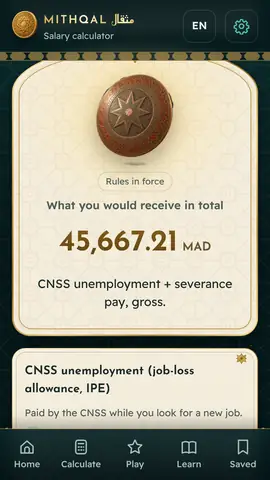 MITHQAL مثقال
Salary calculator
EN
Rules in force
What you would receive in total
45,667.21 MAD
CNSS unemployment + severance
pay, gross.
CNSS unemployment (job-loss
allowance, IPE)
Paid by the CNSS while you look for a new job.
Home
Calculate
Play
Learn
Saved